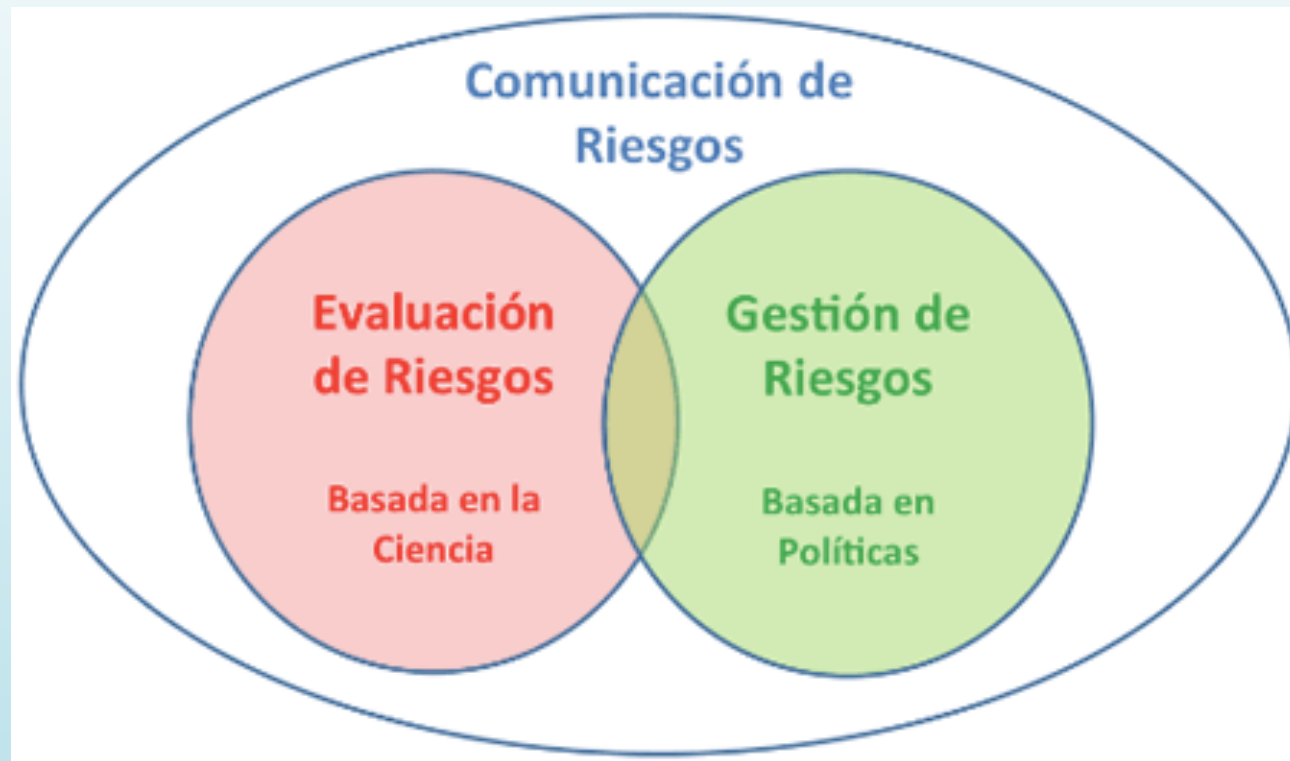 Comunicación de
Riesgos
Evaluación
de Riesgos
Basada en la
Ciencia
Gestión de
Riesgos
Basada en
Políticas